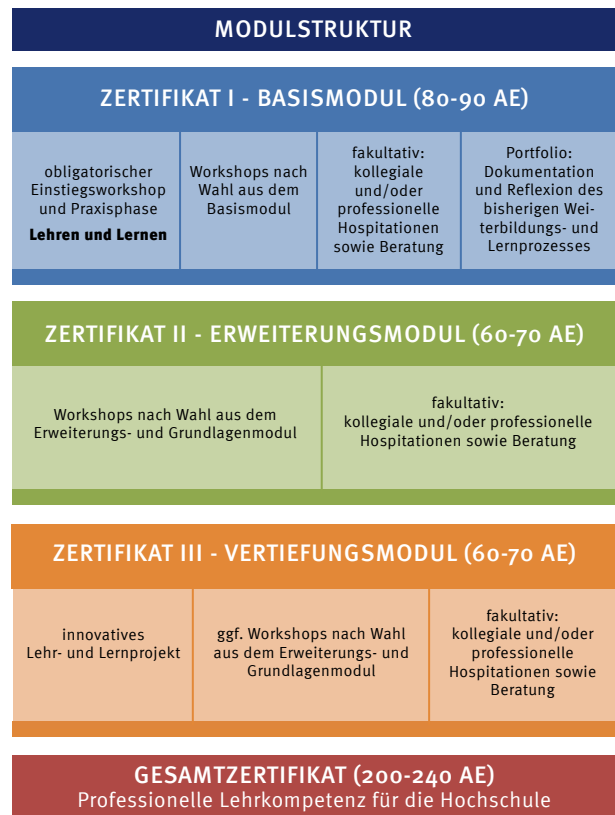 MODULSTRUKTUR
ZERTIFIKAT I - BASISMODUL (80-90 AE)
obligatorischer
Einstiegsworkshop
und Praxisphase
Lehren und Lernen
Workshops nach
Wahl aus dem
Basismodul
fakultativ:
kollegiale
und/oder
professionelle
Hospitationen
sowie Beratung
Portfolio:
Dokumentation
und Reflexion des
bisherigen Wei-
terbildungs- und
Lernprozesses
ZERTIFIKAT II - ERWEITERUNGSMODUL (60-70 AE)
Workshops nach Wahl aus dem
Erweiterungs- und Grundlagenmodul
fakultativ:
kollegiale und/oder professionelle
Hospitationen sowie Beratung
ZERTIFIKAT III - VERTIEFUNGSMODUL (60-70 AE)
innovatives
Lehr- und Lernprojekt
ggf. Workshops nach Wahl
aus dem Erweiterungs- und
Grundlagenmodul
fakultativ:
kollegiale und/oder
professionelle
Hospitationen sowie
Beratung
GESAMTZERTIFIKAT (200-240 AE)
Professionelle Lehrkompetenz für die Hochschule